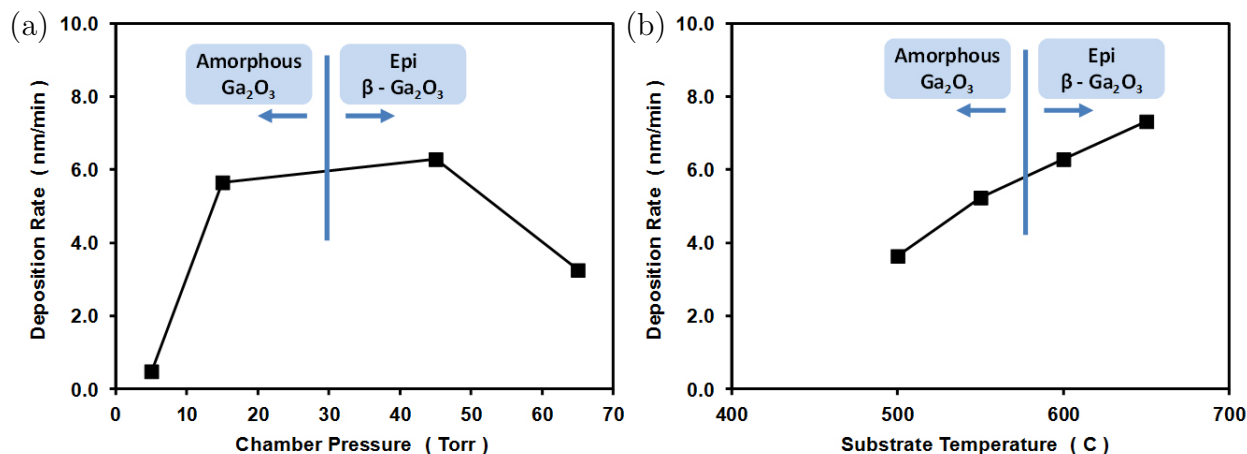 (a)
10.0
8.0
6.0
4.0
2.0
0.0
Deposition Rate ( nm/min)
Amorphous
Ga₂O₃
Epi
β - Ga₂O₃
0 10 20 30 40 50 60 70
Chamber Pressure ( Torr)
(b)
10.0
8.0
6.0
4.0
2.0
0.0
Deposition Rate ( nm/min)
Amorphous
Ga₂O₃
Epi
β - Ga₂O₃
400 500 600 700
Substrate Temperature ( C )